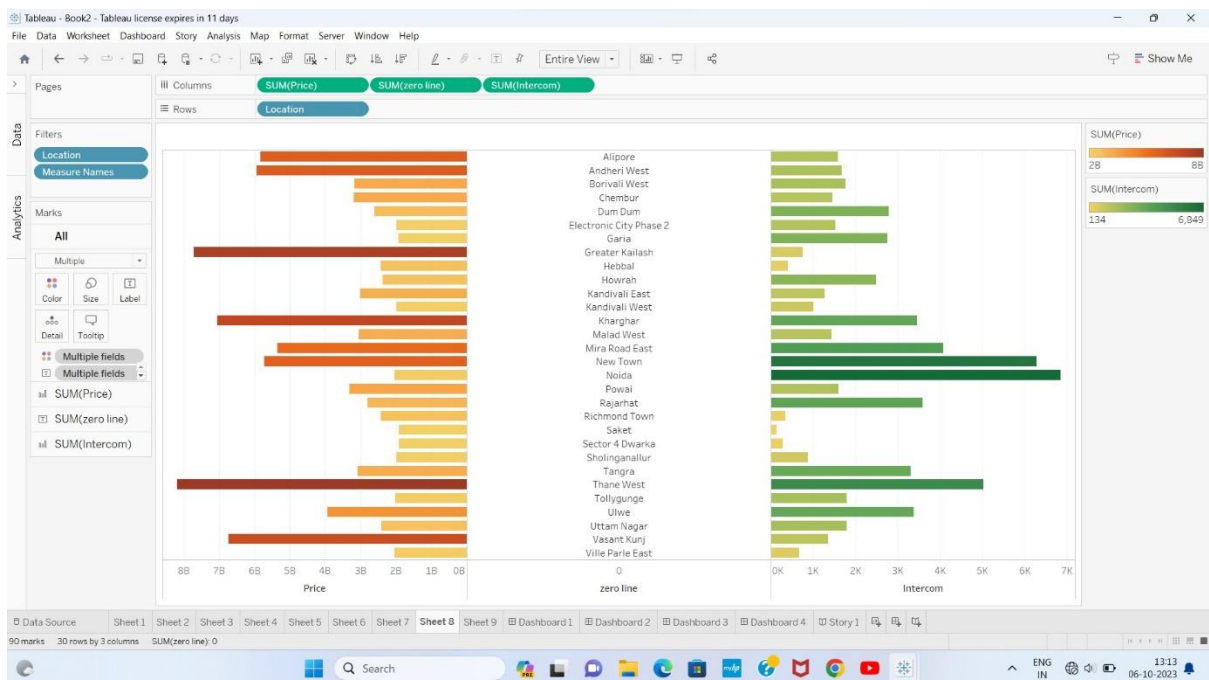 Tableau - Book2 - Tableau license expires in 11 days
File Data Worksheet Dashboard Story Analysis Map Format Server Window Help
Entire View
Show Me
Pages
Columns SUM(Price) SUM(zero line) SUM(Intercom)
Rows Location
Data
Analytics
Filters
Location
Measure Names
Marks
All
Multiple
Color Size Label
Detail Tooltip
Multiple fields
Multiple fields
SUM(Price)
SUM(zero line)
SUM(Intercom)
Alipore
Andheri West
Borivali West
Chembur
Dum Dum
Electronic City Phase 2
Garia
Greater Kailash
Hebbal
Howrah
Kandivali East
Kandivali West
Kharghar
Malad West
Mira Road East
New Town
Noida
Powai
Rajarhat
Richmond Town
Saket
Sector 4 Dwarka
Sholinganallur
Tangra
Thane West
Tollygunge
Ulwe
Uttam Nagar
Vasant Kunj
Ville Parle East
8B 7B 6B 5B 4B 3B 2B 1B 0B 0 0K 1K 2K 3K 4K 5K 6K 7K
Price zero line Intercom
SUM(Price)
2B 8B
SUM(Intercom)
134 6,849
Data Source Sheet 1 Sheet 2 Sheet 3 Sheet 4 Sheet 5 Sheet 6 Sheet 7 Sheet 8 Sheet 9 Dashboard 1 Dashboard 2 Dashboard 3 Dashboard 4 Story 1
90 marks 30 rows by 3 columns SUM(zero line): 0
Search
PRE
ENG
IN
13:13
06-10-2023